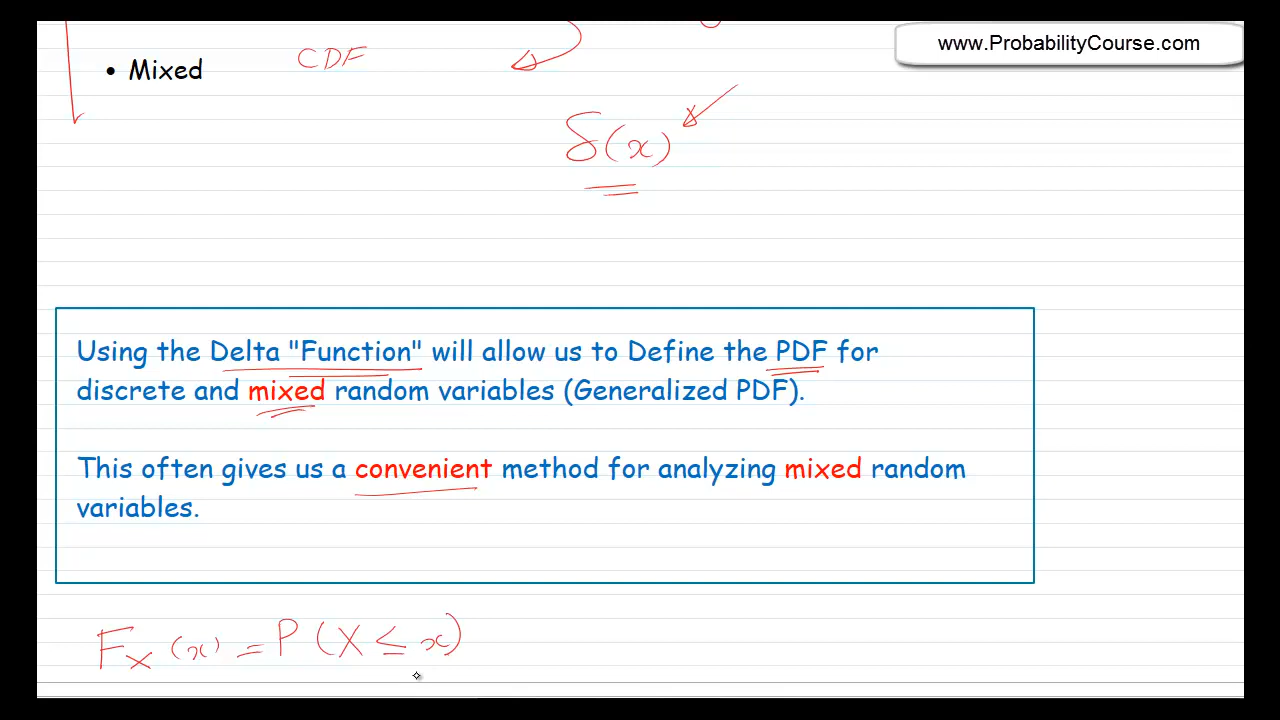 www.ProbabilityCourse.com
• Mixed
CDF
δ(x)
Using the Delta "Function" will allow us to Define the PDF for
discrete and mixed random variables (Generalized PDF).
This often gives us a convenient method for analyzing mixed random
variables.
F_X(x) = P(X ≤ x)